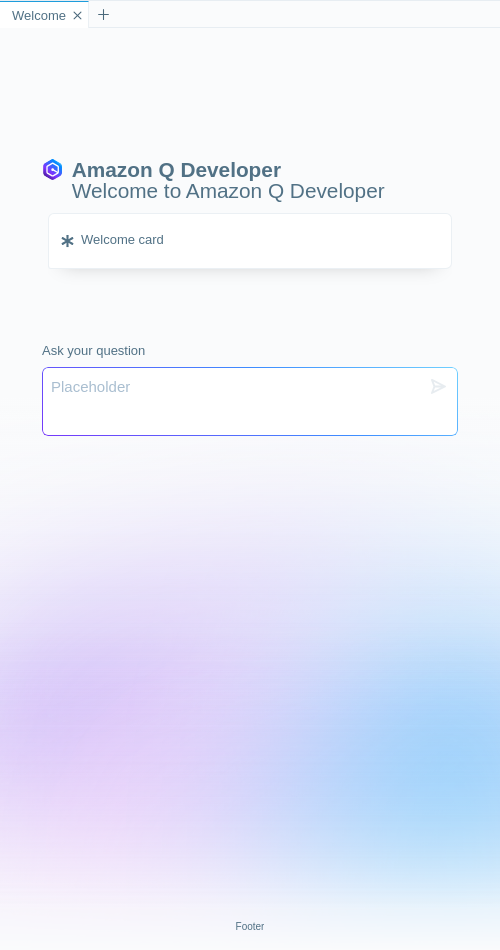 Welcome
Amazon Q Developer
Welcome to Amazon Q Developer
Welcome card
Ask your question
Placeholder
Footer